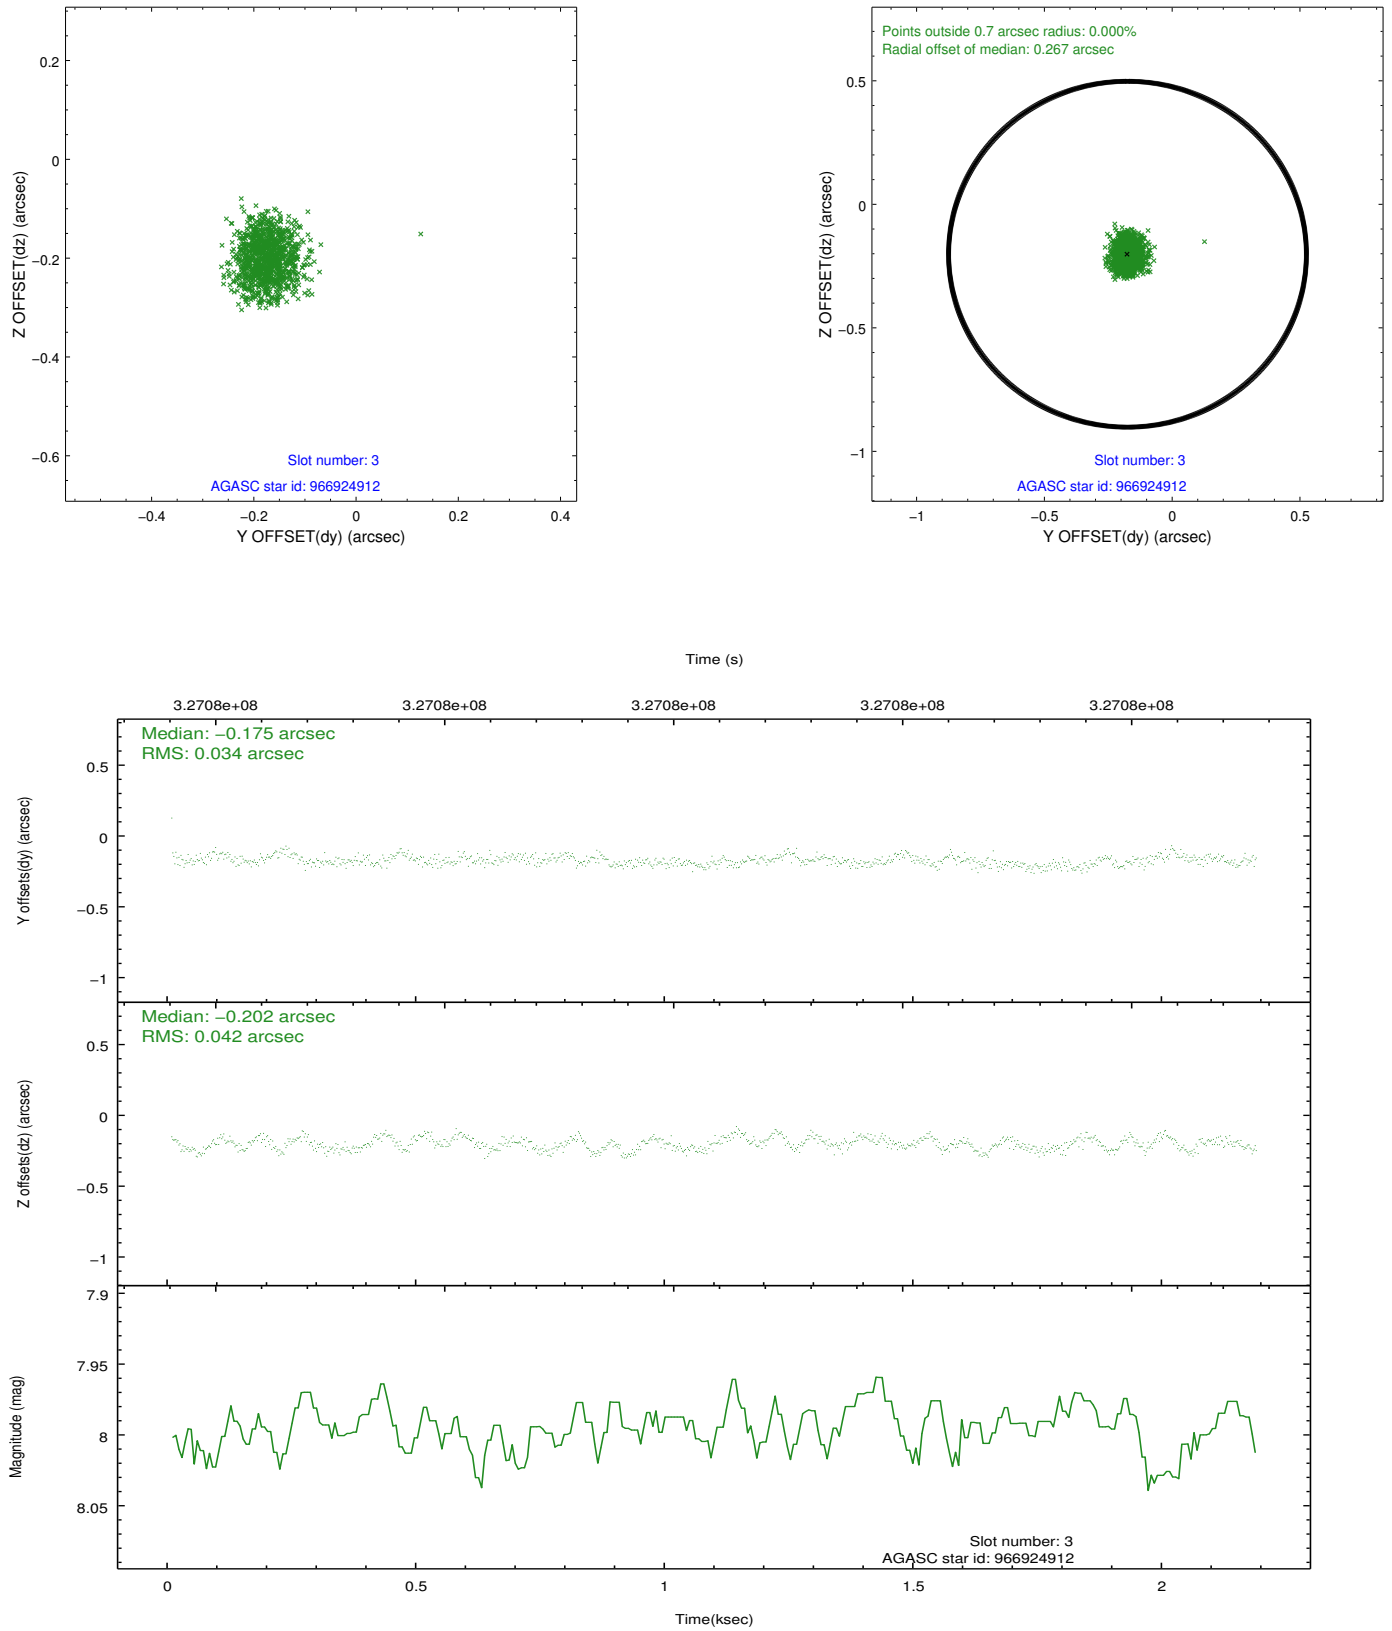 0.2
0
−0.2
−0.4
−0.6
Z OFFSET(dz) (arcsec)
Slot number: 3
AGASC star id: 966924912
−0.4 −0.2 0 0.2 0.4
Y OFFSET(dy) (arcsec)
Points outside 0.7 arcsec radius: 0.000%
Radial offset of median: 0.267 arcsec
0.5
0
−0.5
−1
Z OFFSET(dz) (arcsec)
Slot number: 3
AGASC star id: 966924912
−1 −0.5 0 0.5
Y OFFSET(dy) (arcsec)
Time (s)
3.2708e+08 3.2708e+08 3.2708e+08 3.2708e+08 3.2708e+08
Median: −0.175 arcsec
RMS: 0.034 arcsec
0.5
0
−0.5
−1
Y offsets(dy) (arcsec)
Median: −0.202 arcsec
RMS: 0.042 arcsec
0.5
0
−0.5
−1
Z offsets(dz) (arcsec)
7.9
7.95
8
8.05
Magnitude (mag)
Slot number: 3
AGASC star id: 966924912
0 0.5 1 1.5 2
Time(ksec)